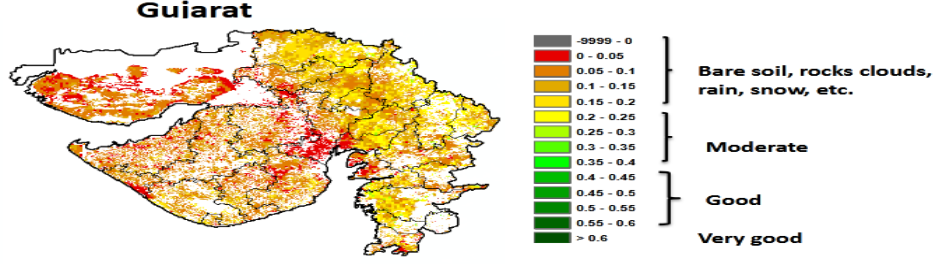 Gujarat
-9999 - 0
0 - 0.05
0.05 - 0.1
0.1 - 0.15
0.15 - 0.2
0.2 - 0.25
0.25 - 0.3
0.3 - 0.35
0.35 - 0.4
0.4 - 0.45
0.45 - 0.5
0.5 - 0.55
0.55 - 0.6
> 0.6
Bare soil, rocks clouds,
rain, snow, etc.
Moderate
Good
Very good